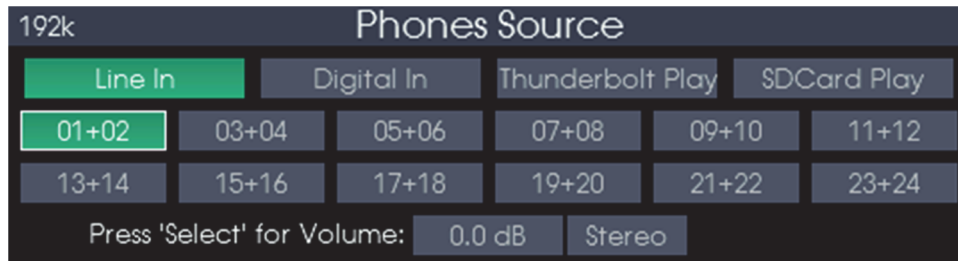 192k Phones Source
Line In Digital In Thunderbolt Play SDCard Play
01+02 03+04 05+06 07+08 09+10 11+12
13+14 15+16 17+18 19+20 21+22 23+24
Press 'Select' for Volume: 0.0 dB Stereo